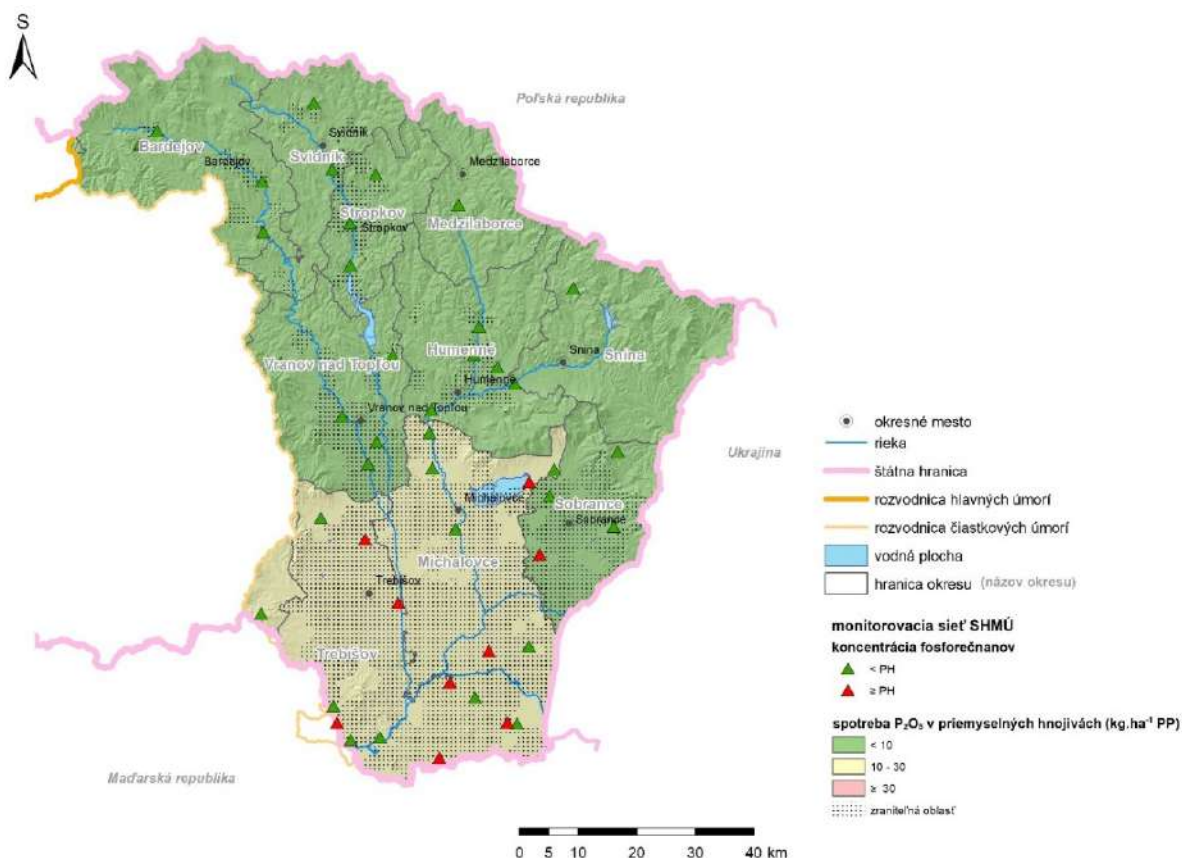 S
Poľská republika
Svidník
Bardejov
Svidník
Bardejov
Medzilaborce
Stropkov
Stropkov
Medzilaborce
Humenné
Snina
Snina
Vranov nad Topľou
Humenné
Vranov nad Topľou
Ukrajina
Michalovce
Sobrance
Sobrance
Michalovce
Trebišov
Trebišov
Maďarská republika
okresné mesto
rieka
štátna hranica
rozvodnica hlavných úmorí
rozvodnica čiastkových úmorí
vodná plocha
hranica okresu (názov okresu)
monitorovacia sieť SHMÚ
koncentrácia fosforečnanov
< PH
≥ PH
spotreba P₂O₅ v priemyselných hnojivách (kg.ha⁻¹ PP)
< 10
10 - 30
≥ 30
zraniteľná oblasť
0 5 10 20 30 40 km